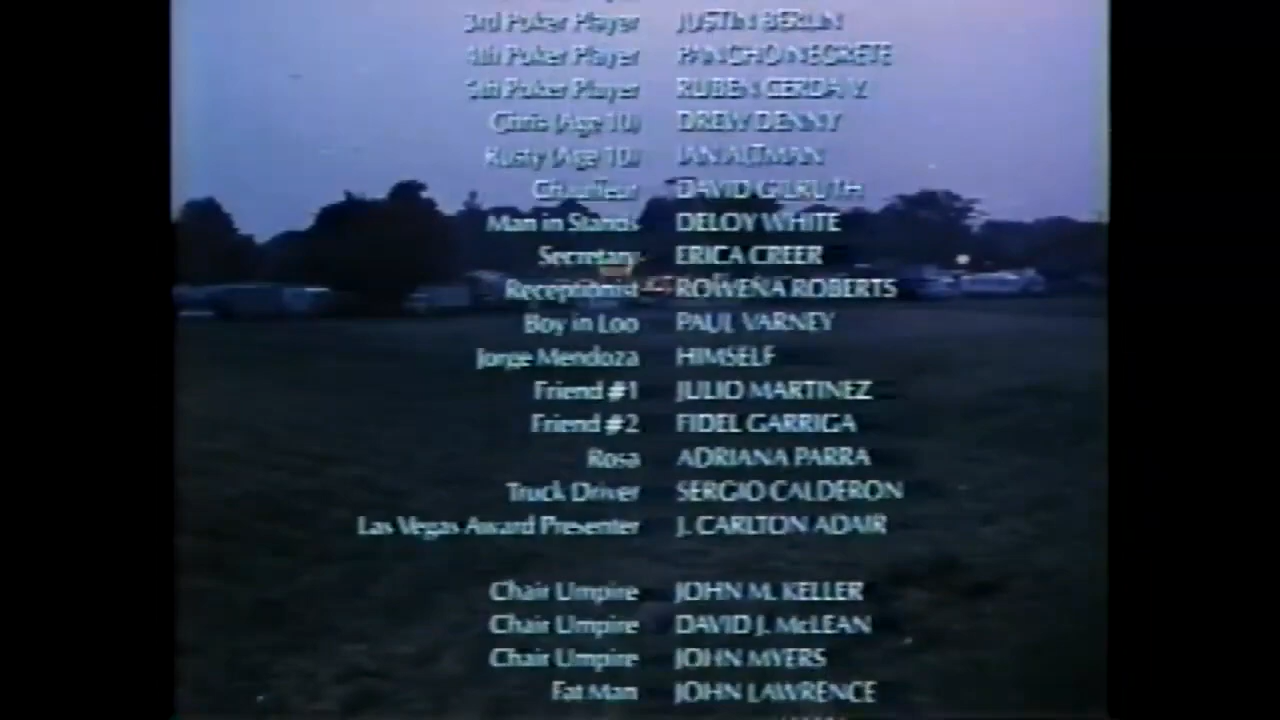 3rd Poker Player JUSTIN BERLIN
4th Poker Player PANCHO NEGRETE
5th Poker Player RUBEN CERDA V.
Chris (Age 10) DREW DENNY
Rusty (Age 10) IAN ALTMAN
Chauffeur DAVID GILRUTH
Man in Stands DELOY WHITE
Secretary ERICA CREER
Receptionist ROWENA ROBERTS
Boy in Loo PAUL VARNEY
Jorge Mendoza HIMSELF
Friend #1 JULIO MARTINEZ
Friend #2 FIDEL GARRIGA
Rosa ADRIANA PARRA
Truck Driver SERGIO CALDERON
Las Vegas Award Presenter J. CARLTON ADAIR
Chair Umpire JOHN M. KELLER
Chair Umpire DAVID J. McLEAN
Chair Umpire JOHN MYERS
Fat Man JOHN LAWRENCE